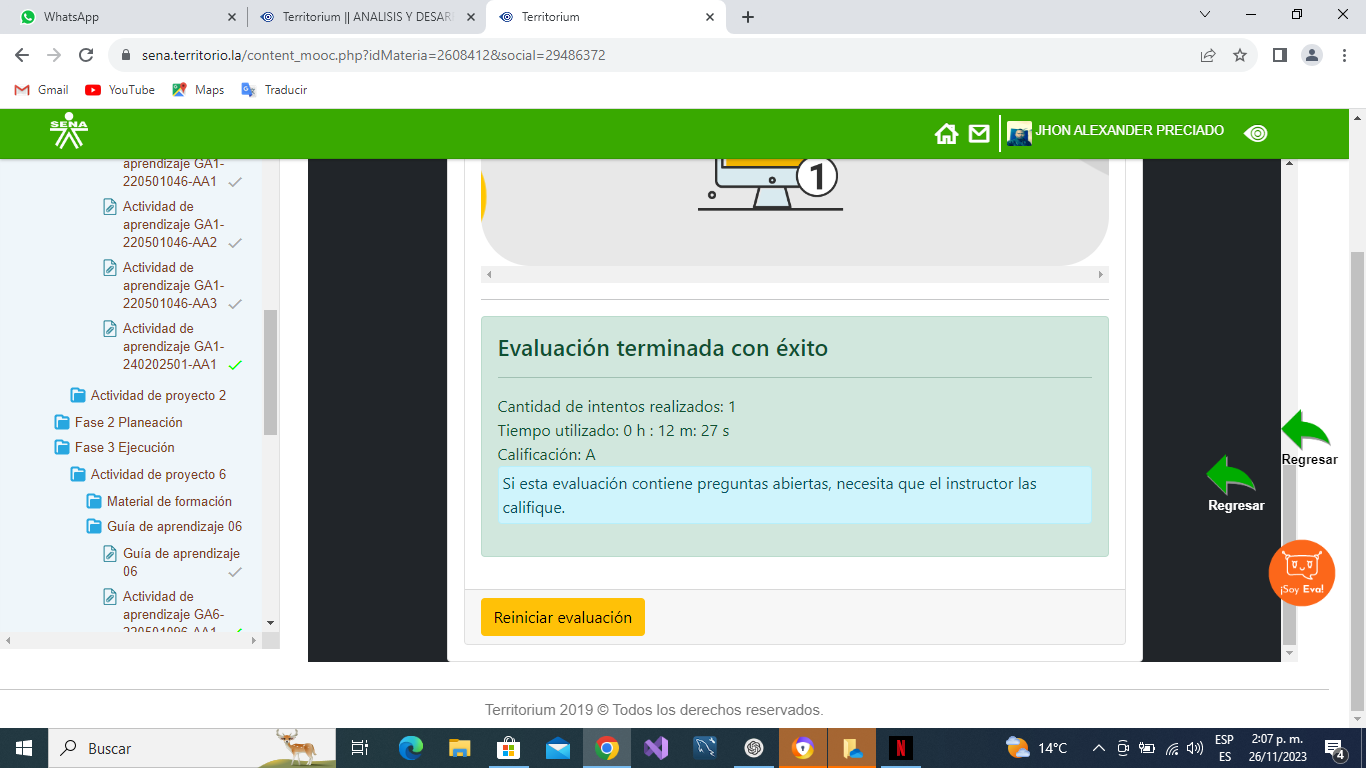 WhatsApp
Territorium || ANALISIS Y DESAR
Territorium
sena.territorio.la/content_mooc.php?idMateria=2608412&social=29486372
Gmail
YouTube
Maps
Traducir
SENA
JHON ALEXANDER PRECIADO
aprendizaje GA1-
220501046-AA1
Actividad de
aprendizaje GA1-
220501046-AA2
Actividad de
aprendizaje GA1-
220501046-AA3
Actividad de
aprendizaje GA1-
240202501-AA1
Actividad de proyecto 2
Fase 2 Planeación
Fase 3 Ejecución
Actividad de proyecto 6
Material de formación
Guía de aprendizaje 06
Guía de aprendizaje
06
Actividad de
aprendizaje GA6-
220501096-AA1
1
Evaluación terminada con éxito
Cantidad de intentos realizados: 1
Tiempo utilizado: 0 h : 12 m: 27 s
Calificación: A
Si esta evaluación contiene preguntas abiertas, necesita que el instructor las
califique.
Reiniciar evaluación
Regresar
Regresar
¡Soy Eva!
Territorium 2019 © Todos los derechos reservados.
Buscar
N
14°C
ESP
ES
2:07 p. m.
26/11/2023
4